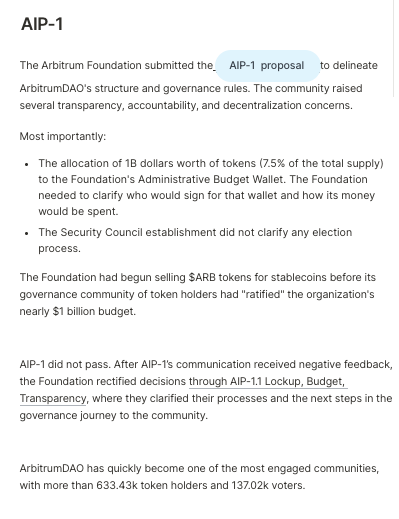 AIP-1
The Arbitrum Foundation submitted the AIP-1 proposal to delineate
ArbitrumDAO's structure and governance rules. The community raised
several transparency, accountability, and decentralization concerns.
Most importantly:
• The allocation of 1B dollars worth of tokens (7.5% of the total supply)
to the Foundation's Administrative Budget Wallet. The Foundation
needed to clarify who would sign for that wallet and how its money
would be spent.
• The Security Council establishment did not clarify any election
process.
The Foundation had begun selling $ARB tokens for stablecoins before its
governance community of token holders had "ratified" the organization's
nearly $1 billion budget.
AIP-1 did not pass. After AIP-1's communication received negative feedback,
the Foundation rectified decisions through AIP-1.1 Lockup, Budget,
Transparency, where they clarified their processes and the next steps in the
governance journey to the community.
ArbitrumDAO has quickly become one of the most engaged communities,
with more than 633.43k token holders and 137.02k voters.